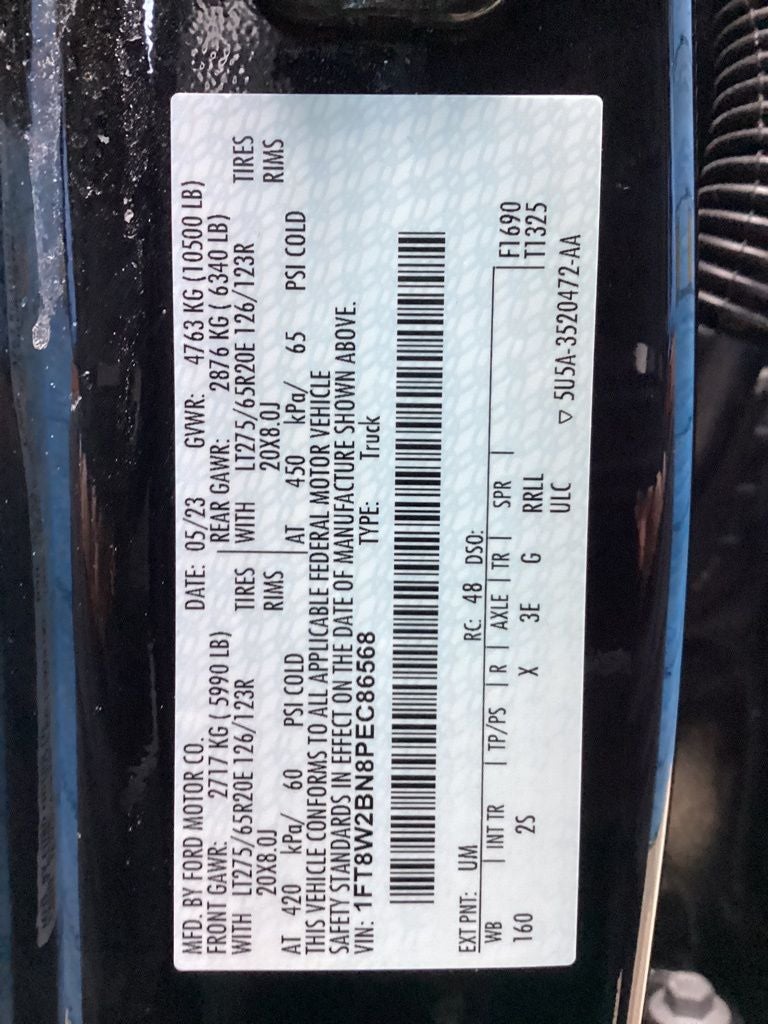 MFD. BY FORD MOTOR CO.
DATE: 05/23 GVWR: 4763 KG (10500 LB)
FRONT GAWR: 2717 KG ( 5990 LB) REAR GAWR: 2876 KG ( 6340 LB)
WITH LT275/65R20E 126/123R TIRES WITH LT275/65R20E 126/123R TIRES
20X8.0J RIMS 20X8.0J RIMS
AT 420 kPa/ 60 PSI COLD AT 450 kPa/ 65 PSI COLD
THIS VEHICLE CONFORMS TO ALL APPLICABLE FEDERAL MOTOR VEHICLE
SAFETY STANDARDS IN EFFECT ON THE DATE OF MANUFACTURE SHOWN ABOVE.
VIN: 1FT8W2BN8PEC86568 TYPE: Truck
EXT PNT: UM RC: 48 DSO:
WB | INT TR | TP/PS | R | AXLE | TR | SPR | F1690
160 2S X 3E G RRLL T1325
ULC
▽ 5U5A-3520472-AA